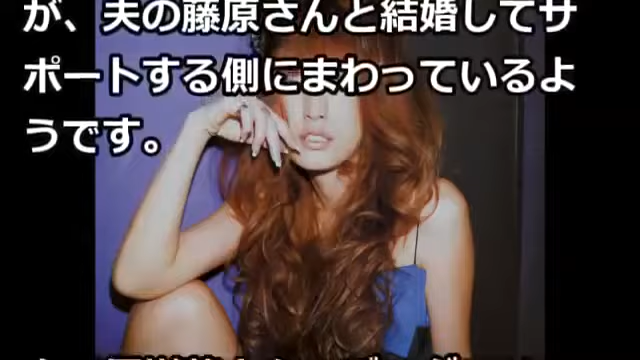 が、夫の藤原さんと結婚してサ
ポートする側にまわっているよ
うです。